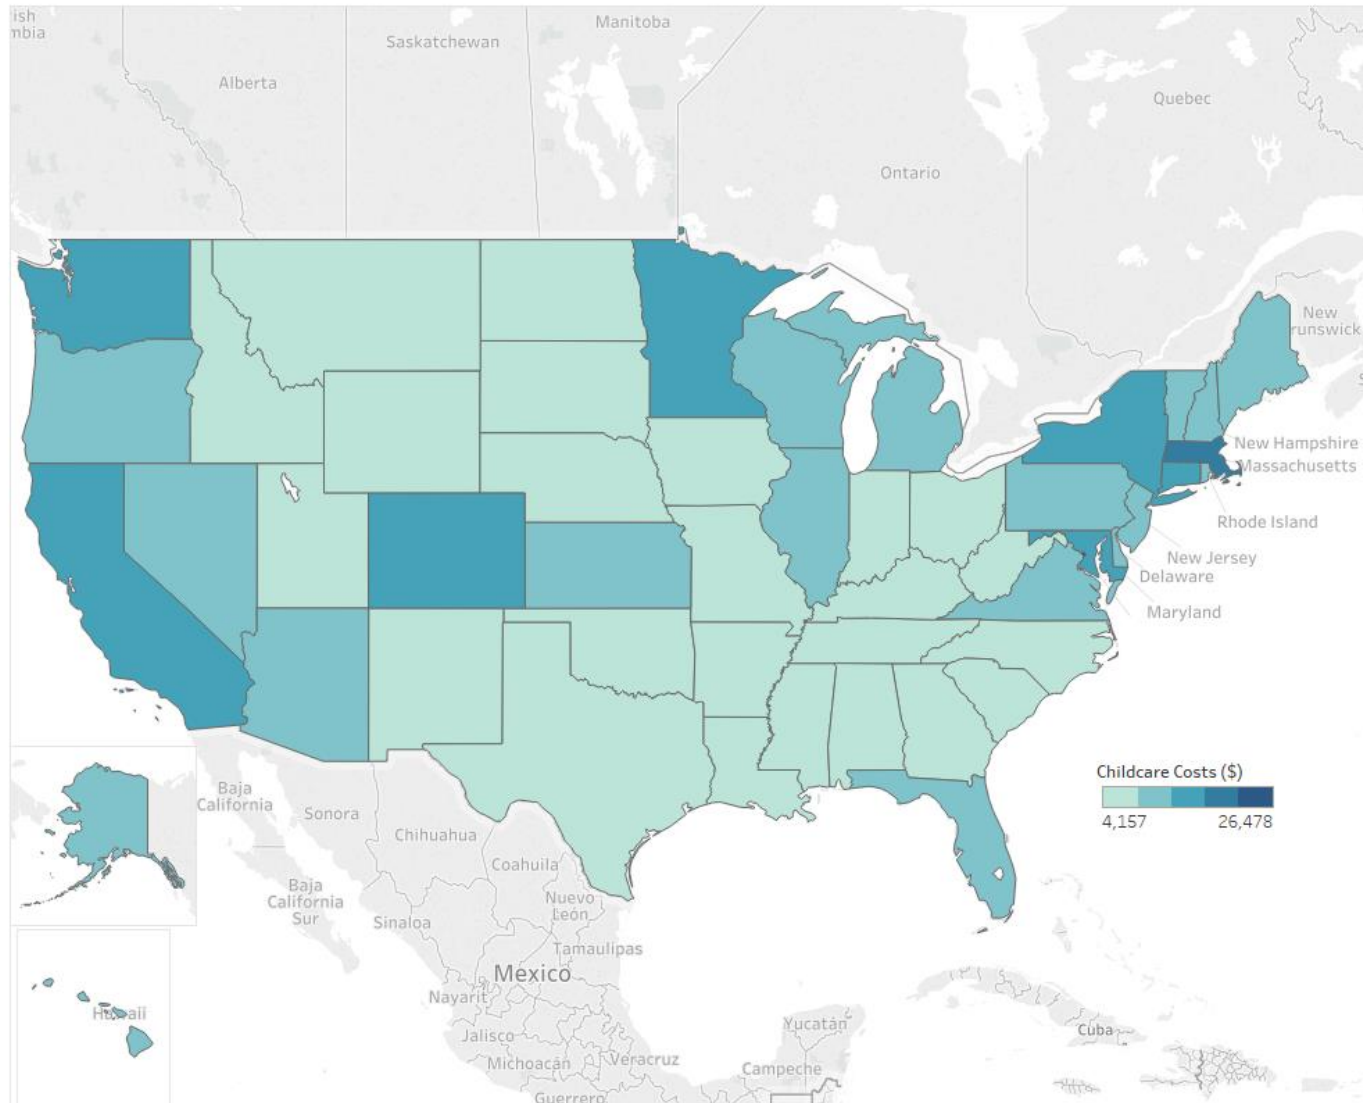 ish
nbia
Alberta
Saskatchewan
Manitoba
Ontario
Quebec
New
runswick
New Hampshire
Massachusetts
Rhode Island
New Jersey
Delaware
Maryland
Childcare Costs ($)
4,157 26,478
Hawaii
Baja
California
Sonora
Chihuahua
Coahuila
Baja
California
Sur
Sinaloa
Nuevo
León
Tamaulipas
Mexico
Nayarit
Jalisco
Michoacán
Veracruz
Guerrero
Yucatán
Campeche
Cuba